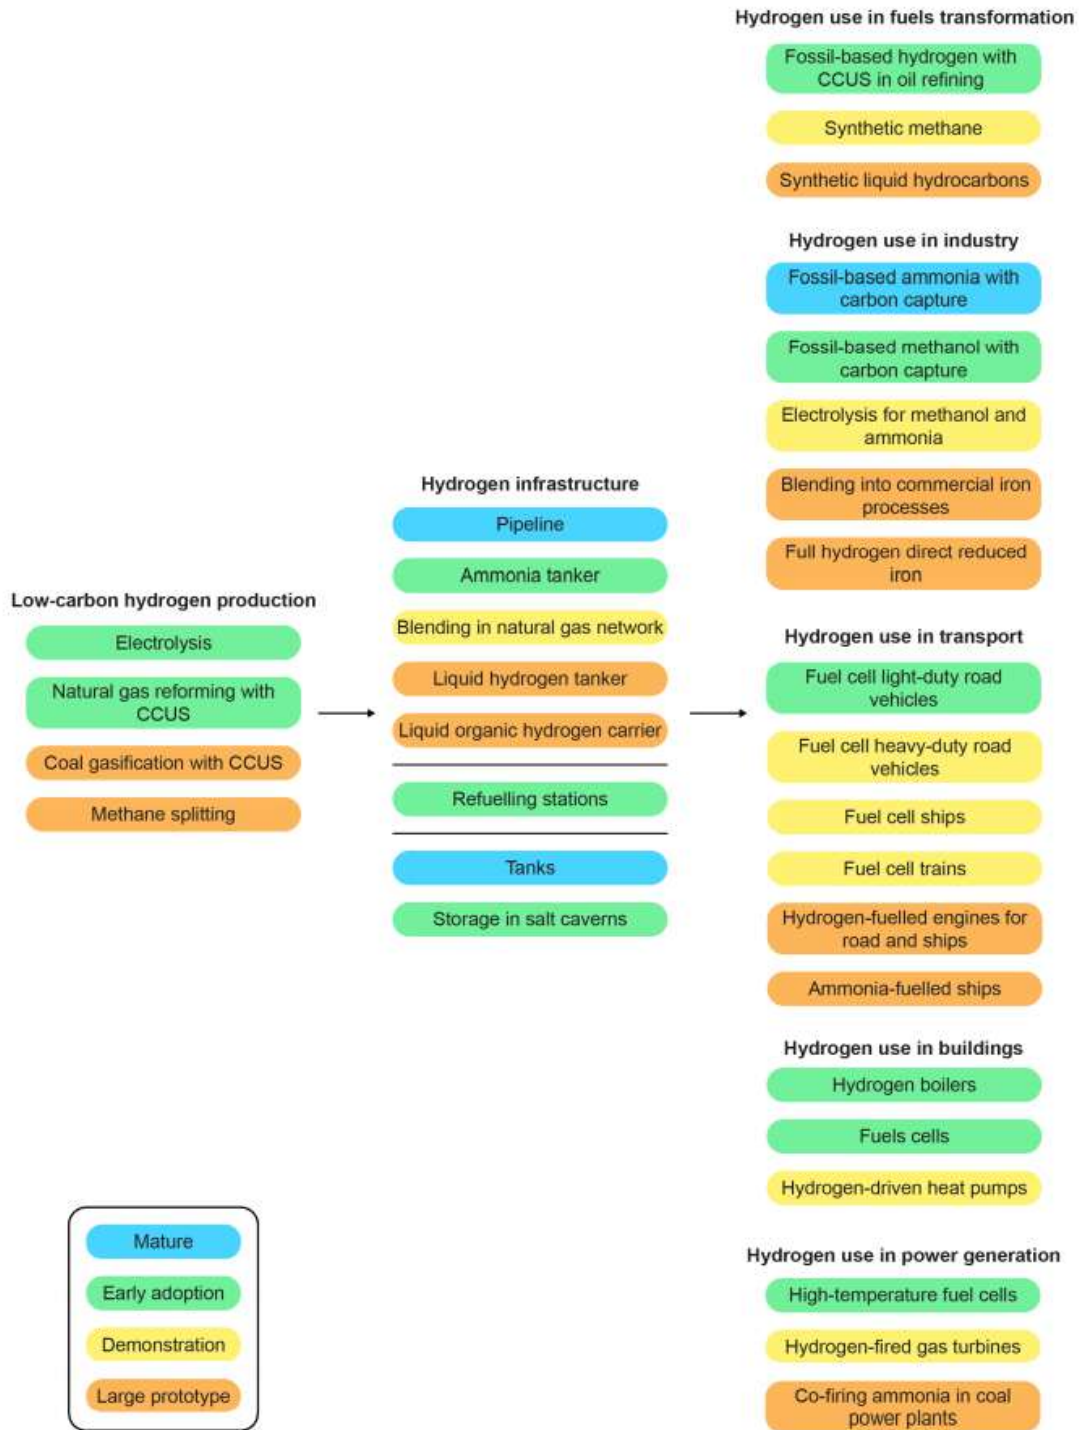 Low-carbon hydrogen production
Electrolysis
Natural gas reforming with
CCUS
Coal gasification with CCUS
Methane splitting
Hydrogen infrastructure
Pipeline
Ammonia tanker
Blending in natural gas network
Liquid hydrogen tanker
Liquid organic hydrogen carrier
Refuelling stations
Tanks
Storage in salt caverns
Hydrogen use in fuels transformation
Fossil-based hydrogen with
CCUS in oil refining
Synthetic methane
Synthetic liquid hydrocarbons
Hydrogen use in industry
Fossil-based ammonia with
carbon capture
Fossil-based methanol with
carbon capture
Electrolysis for methanol and
ammonia
Blending into commercial iron
processes
Full hydrogen direct reduced
iron
Hydrogen use in transport
Fuel cell light-duty road
vehicles
Fuel cell heavy-duty road
vehicles
Fuel cell ships
Fuel cell trains
Hydrogen-fuelled engines for
road and ships
Ammonia-fuelled ships
Hydrogen use in buildings
Hydrogen boilers
Fuels cells
Hydrogen-driven heat pumps
Hydrogen use in power generation
High-temperature fuel cells
Hydrogen-fired gas turbines
Co-firing ammonia in coal
power plants
Mature
Early adoption
Demonstration
Large prototype